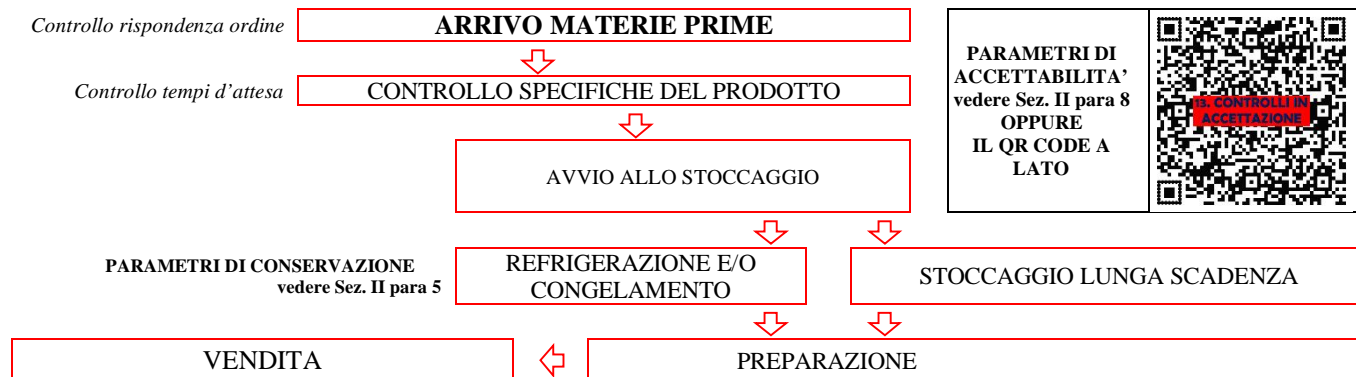 Controllo rispondenza ordine
ARRIVO MATERIE PRIME
Controllo tempi d'attesa
CONTROLLO SPECIFICHE DEL PRODOTTO
PARAMETRI DI
ACCETTABILITA'
vedere Sez. II para 8
OPPURE
IL QR CODE A
LATO
13. CONTROLLI IN
ACCETTAZIONE
AVVIO ALLO STOCCAGGIO
PARAMETRI DI CONSERVAZIONE
vedere Sez. II para 5
REFRIGERAZIONE E/O
CONGELAMENTO
STOCCAGGIO LUNGA SCADENZA
VENDITA
PREPARAZIONE